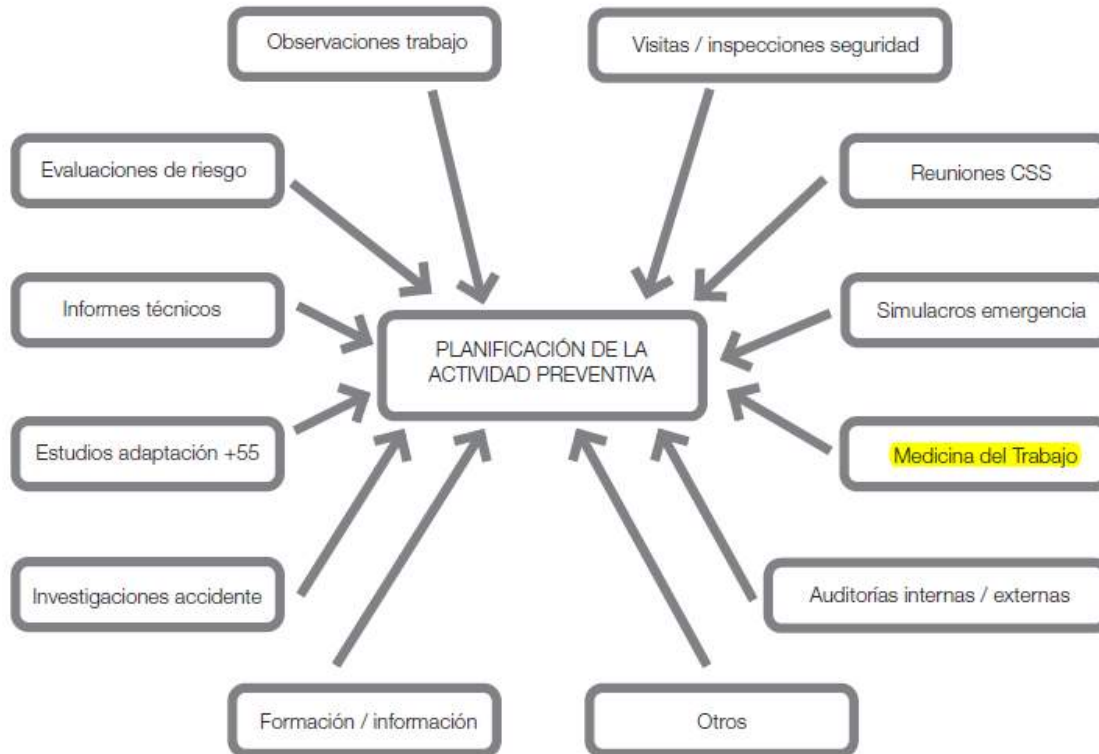 Observaciones trabajo
Visitas / inspecciones seguridad
Evaluaciones de riesgo
Reuniones CSS
Informes técnicos
Simulacros emergencia
PLANIFICACIÓN DE LA
ACTIVIDAD PREVENTIVA
Estudios adaptación +55
Medicina del Trabajo
Investigaciones accidente
Auditorías internas / externas
Formación / información
Otros